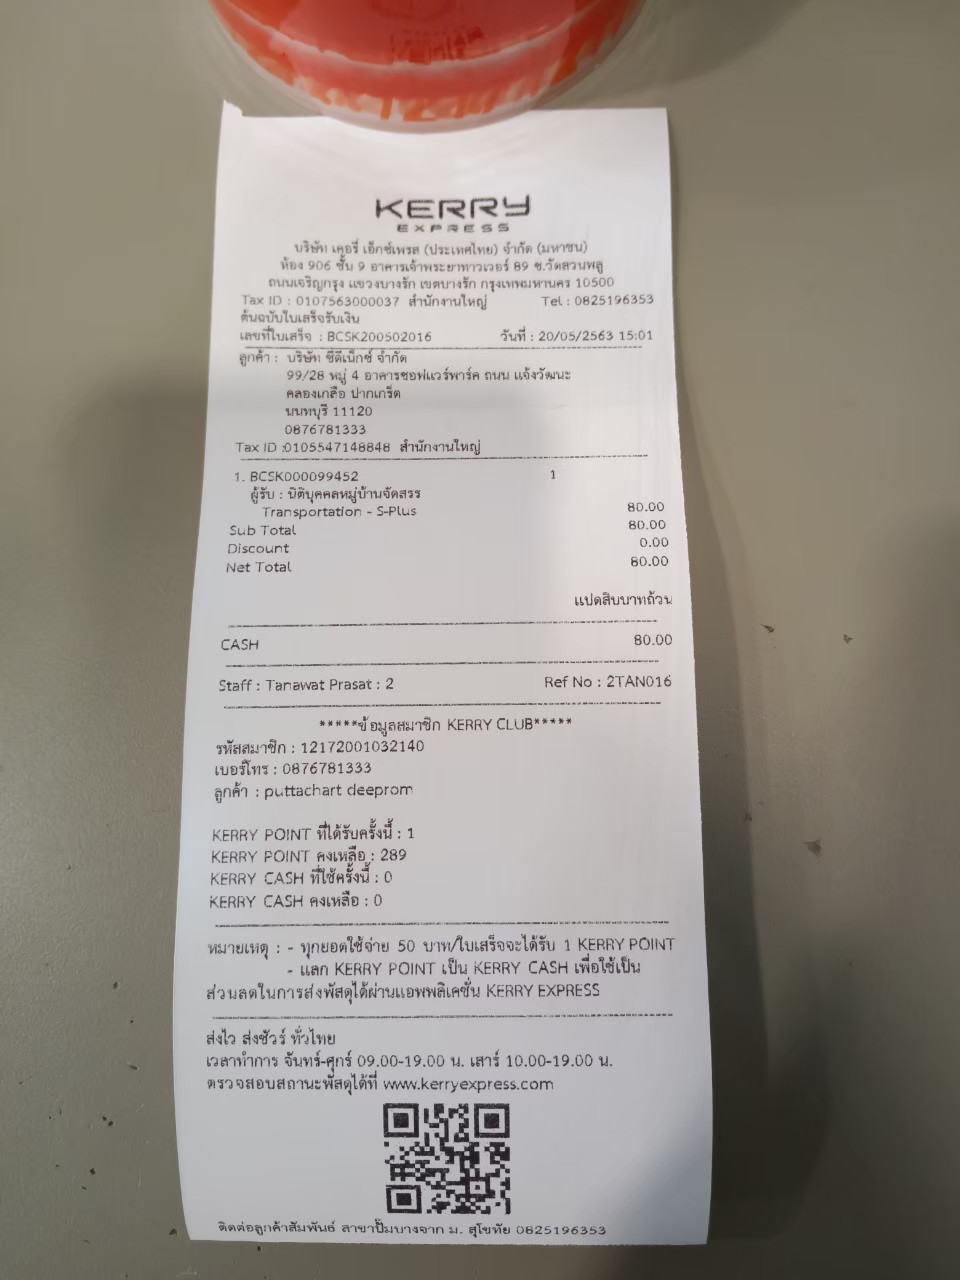 KERRY
EXPRESS
บริษัท เคอรี่ เอ็กซ์เพรส (ประเทศไทย) จำกัด (มหาชน)
ห้อง 906 ชั้น 9 อาคารเจ้าพระยาทาวเวอร์ 89 ซ.วัดสวนพลู
ถนนเจริญกรุง แขวงบางรัก เขตบางรัก กรุงเทพมหานคร 10500
Tax ID : 0107563000037 สำนักงานใหญ่ Tel : 0825196353
ต้นฉบับใบเสร็จรับเงิน
เลขที่ใบเสร็จ : BCSK200502016 วันที่ : 20/05/2563 15:01
ลูกค้า : บริษัท ซีดีเน็กซ์ จำกัด
99/28 หมู่ 4 อาคารซอฟแวร์พาร์ค ถนน แจ้งวัฒนะ
คลองเกลือ ปากเกร็ด
นนทบุรี 11120
0876781333
Tax ID :0105547148848 สำนักงานใหญ่
1. BCSK000099452 1
ผู้รับ : นิติบุคคลหมู่บ้านจัดสรร
Transportation - S-Plus 80.00
Sub Total 80.00
Discount 0.00
Net Total 80.00
แปดสิบบาทถ้วน
CASH 80.00
Staff : Tanawat Prasat : 2 Ref No : 2TAN016
*****ข้อมูลสมาชิก KERRY CLUB*****
รหัสสมาชิก : 12172001032140
เบอร์โทร : 0876781333
ลูกค้า : puttachart deeprom
KERRY POINT ที่ได้รับครั้งนี้ : 1
KERRY POINT คงเหลือ : 289
KERRY CASH ที่ใช้ครั้งนี้ : 0
KERRY CASH คงเหลือ : 0
หมายเหตุ : - ทุกยอดใช้จ่าย 50 บาท/ใบเสร็จจะได้รับ 1 KERRY POINT
- แลก KERRY POINT เป็น KERRY CASH เพื่อใช้เป็น
ส่วนลดในการส่งพัสดุได้ผ่านแอพพลิเคชั่น KERRY EXPRESS
ส่งไว ส่งชัวร์ ทั่วไทย
เวลาทำการ จันทร์-ศุกร์ 09.00-19.00 น. เสาร์ 10.00-19.00 น.
ตรวจสอบสถานะพัสดุได้ที่ www.kerryexpress.com
ติดต่อลูกค้าสัมพันธ์ สาขาปั๊มบางจาก ม. สุโขทัย 0825196353